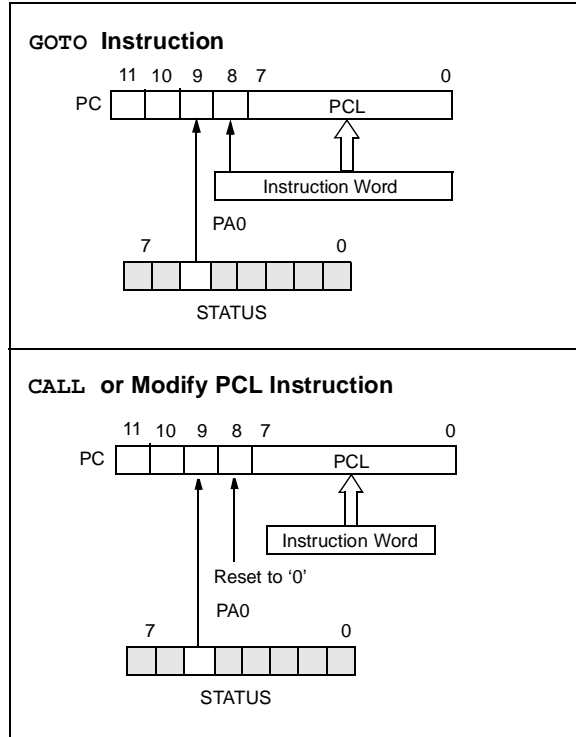 GOTO Instruction
11 10 9 8 7 0
PC PCL
Instruction Word
PA0
7 0
STATUS
CALL or Modify PCL Instruction
11 10 9 8 7 0
PC PCL
Instruction Word
Reset to ‘0’
PA0
7 0
STATUS